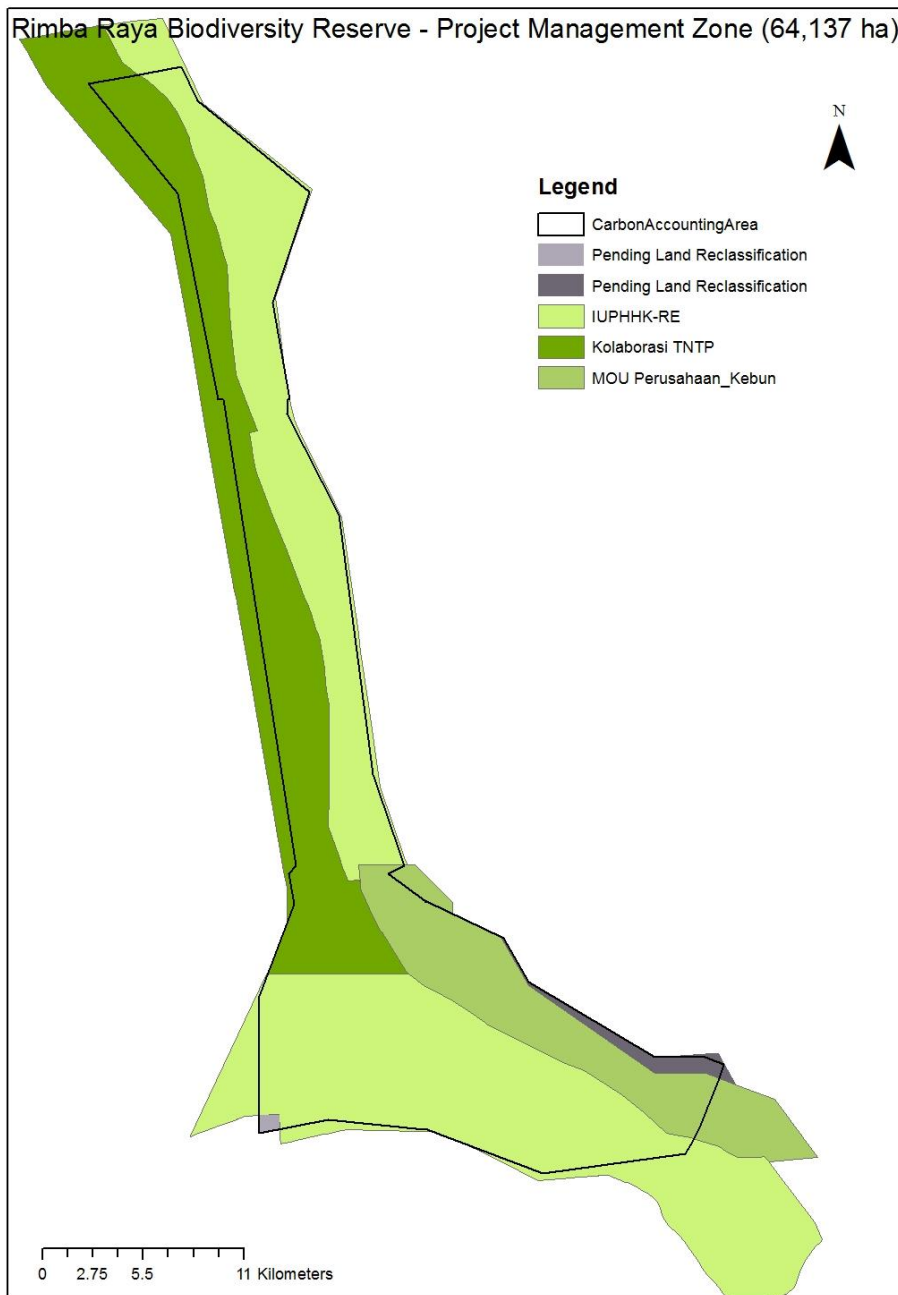 Rimba Raya Biodiversity Reserve - Project Management Zone (64,137 ha)
N
Legend
CarbonAccountingArea
Pending Land Reclassification
Pending Land Reclassification
IUPHHK-RE
Kolaborasi TNTP
MOU Perusahaan_Kebun
0 2.75 5.5 11 Kilometers